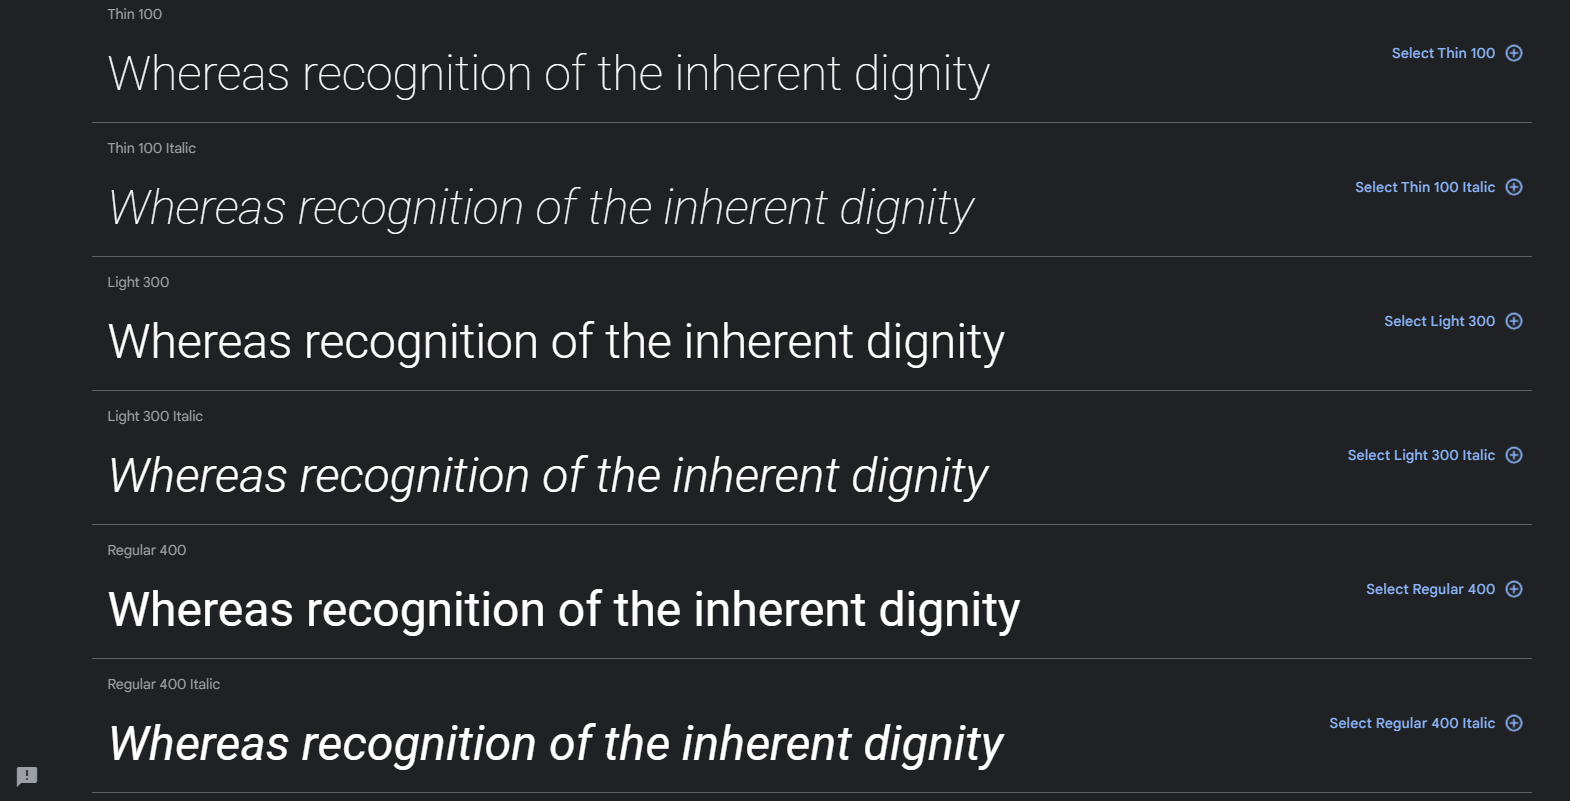 Thin 100
Whereas recognition of the inherent dignity
Select Thin 100
Thin 100 Italic
Whereas recognition of the inherent dignity
Select Thin 100 Italic
Light 300
Whereas recognition of the inherent dignity
Select Light 300
Light 300 Italic
Whereas recognition of the inherent dignity
Select Light 300 Italic
Regular 400
Whereas recognition of the inherent dignity
Select Regular 400
Regular 400 Italic
Whereas recognition of the inherent dignity
Select Regular 400 Italic